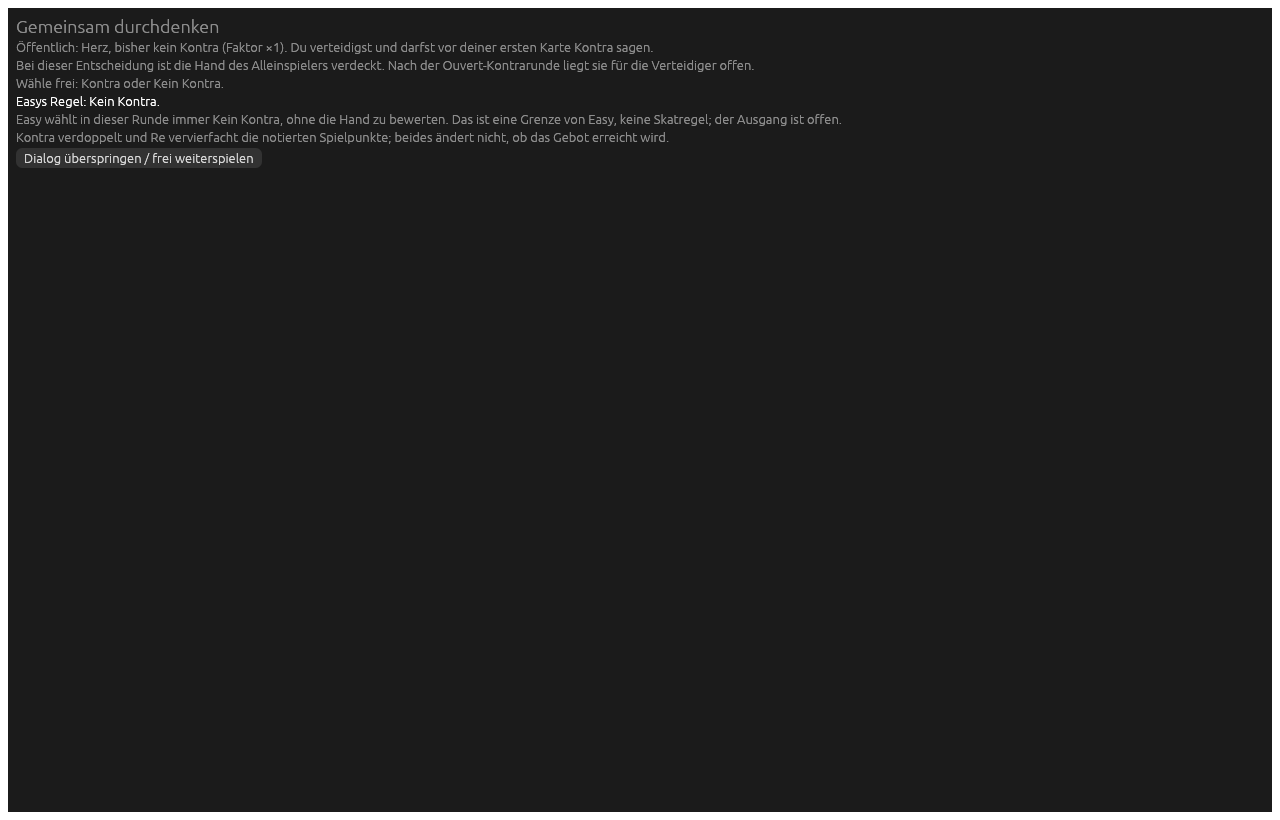 Gemeinsam durchdenken
Öffentlich: Herz, bisher kein Kontra (Faktor ×1). Du verteidigst und darfst vor deiner ersten Karte Kontra sagen.
Bei dieser Entscheidung ist die Hand des Alleinspielers verdeckt. Nach der Ouvert-Kontrarunde liegt sie für die Verteidiger offen.
Wähle frei: Kontra oder Kein Kontra.
Easys Regel: Kein Kontra.
Easy wählt in dieser Runde immer Kein Kontra, ohne die Hand zu bewerten. Das ist eine Grenze von Easy, keine Skatregel; der Ausgang ist offen.
Kontra verdoppelt und Re vervierfacht die notierten Spielpunkte; beides ändert nicht, ob das Gebot erreicht wird.
Dialog überspringen / frei weiterspielen